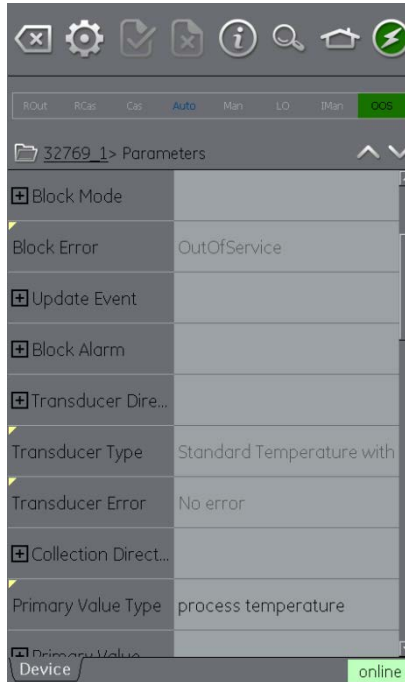 ROut RCas Cas Auto Man LO IMan OOS
32769_1> Parameters
Block Mode
Block Error OutOfService
Update Event
Block Alarm
Transducer Dire...
Transducer Type Standard Temperature with
Transducer Error No error
Collection Direct...
Primary Value Type process temperature
Primary Value
Device online